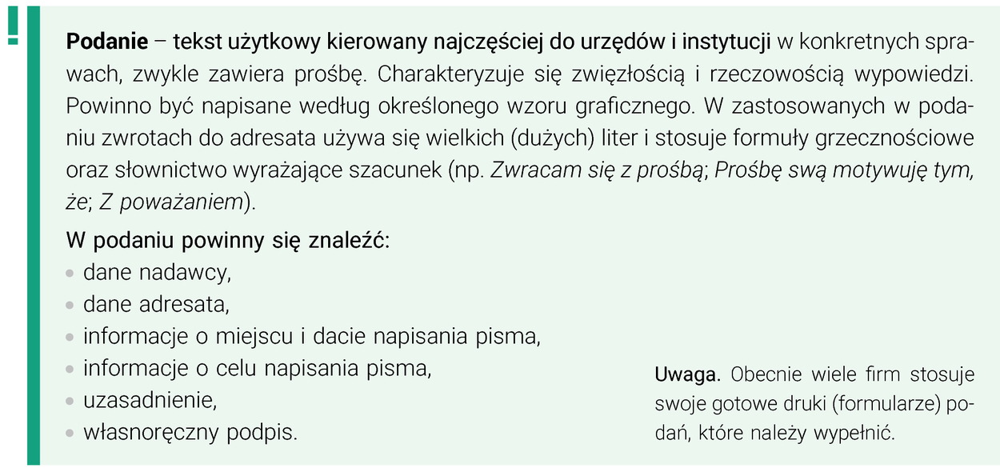 !
Podanie – tekst użytkowy kierowany najczęściej do urzędów i instytucji w konkretnych spra-
wach, zwykle zawiera prośbę. Charakteryzuje się zwięzłością i rzeczowością wypowiedzi.
Powinno być napisane według określonego wzoru graficznego. W zastosowanych w poda-
niu zwrotach do adresata używa się wielkich (dużych) liter i stosuje formuły grzecznościowe
oraz słownictwo wyrażające szacunek (np. Zwracam się z prośbą; Prośbę swą motywuję tym,
że; Z poważaniem).
W podaniu powinny się znaleźć:
• dane nadawcy,
• dane adresata,
• informacje o miejscu i dacie napisania pisma,
• informacje o celu napisania pisma,
• uzasadnienie,
• własnoręczny podpis.
Uwaga. Obecnie wiele firm stosuje
swoje gotowe druki (formularze) po-
dań, które należy wypełnić.